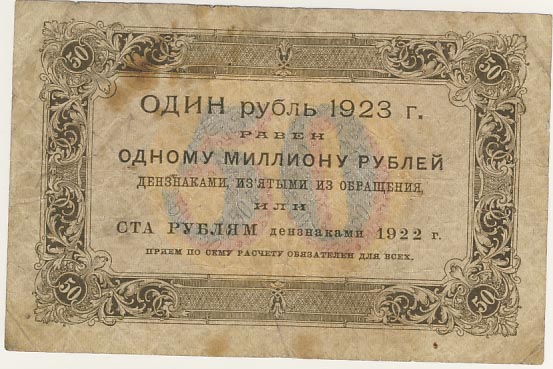 50 50
ОДИН рубль 1923 г.
РАВЕН
ОДНОМУ МИЛЛИОНУ РУБЛЕЙ
ДЕНЗНАКАМИ, ИЗ'ЯТЫМИ ИЗ ОБРАЩЕНИЯ,
ИЛИ
СТА РУБЛЯМ дензнаками 1922 г.
ПРИЕМ ПО СЕМУ РАСЧЕТУ ОБЯЗАТЕЛЕН ДЛЯ ВСЕХ.
50
50 50